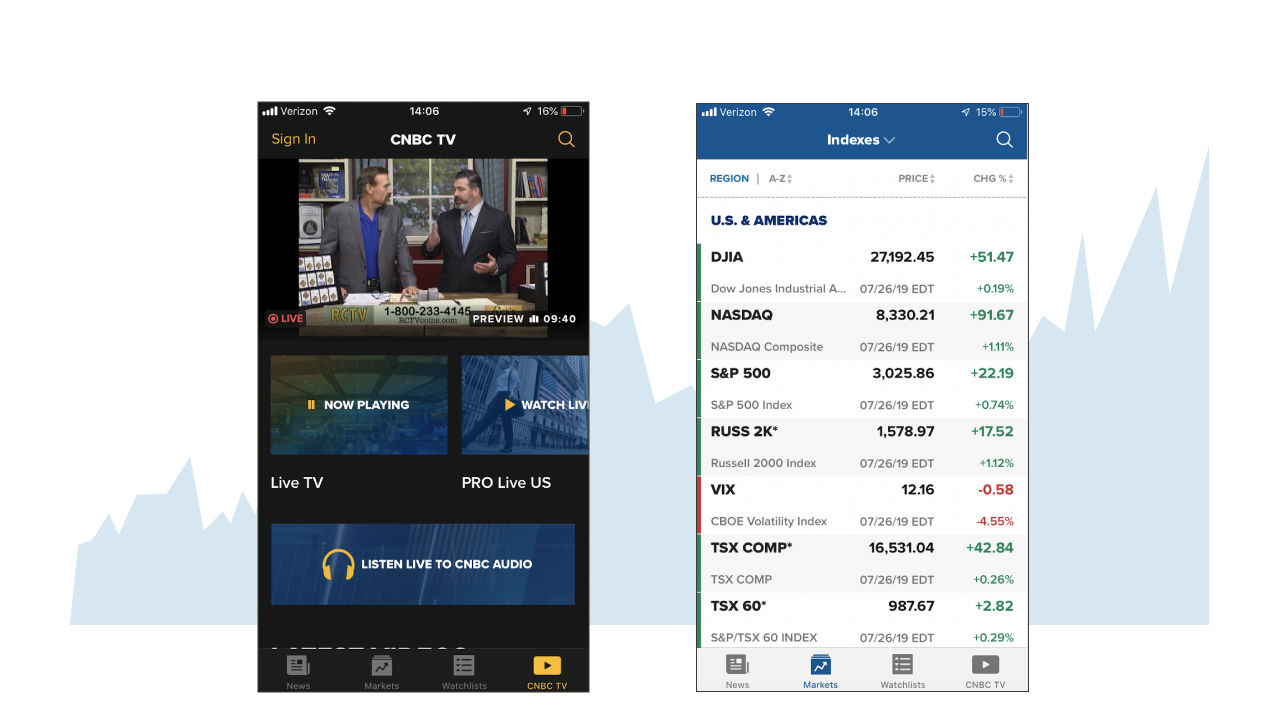 Verizon 14:06 16%
Sign In CNBC TV
LIVE
RCTV 1-800-233-4145
RCTVcoins.com
PREVIEW 09:40
NOW PLAYING
WATCH LIV
Live TV
PRO Live US
LISTEN LIVE TO CNBC AUDIO
LATEST VIDEOS
News Markets Watchlists CNBC TV
Verizon 14:06 15%
Indexes
REGION | A-Z PRICE CHG %
U.S. & AMERICAS
DJIA 27,192.45 +51.47
Dow Jones Industrial A... 07/26/19 EDT +0.19%
NASDAQ 8,330.21 +91.67
NASDAQ Composite 07/26/19 EDT +1.11%
S&P 500 3,025.86 +22.19
S&P 500 Index 07/26/19 EDT +0.74%
RUSS 2K* 1,578.97 +17.52
Russell 2000 Index 07/26/19 EDT +1.12%
VIX 12.16 -0.58
CBOE Volatility Index 07/26/19 EDT -4.55%
TSX COMP* 16,531.04 +42.84
TSX COMP 07/26/19 EDT +0.26%
TSX 60* 987.67 +2.82
S&P/TSX 60 INDEX 07/26/19 EDT +0.29%
News Markets Watchlists CNBC TV